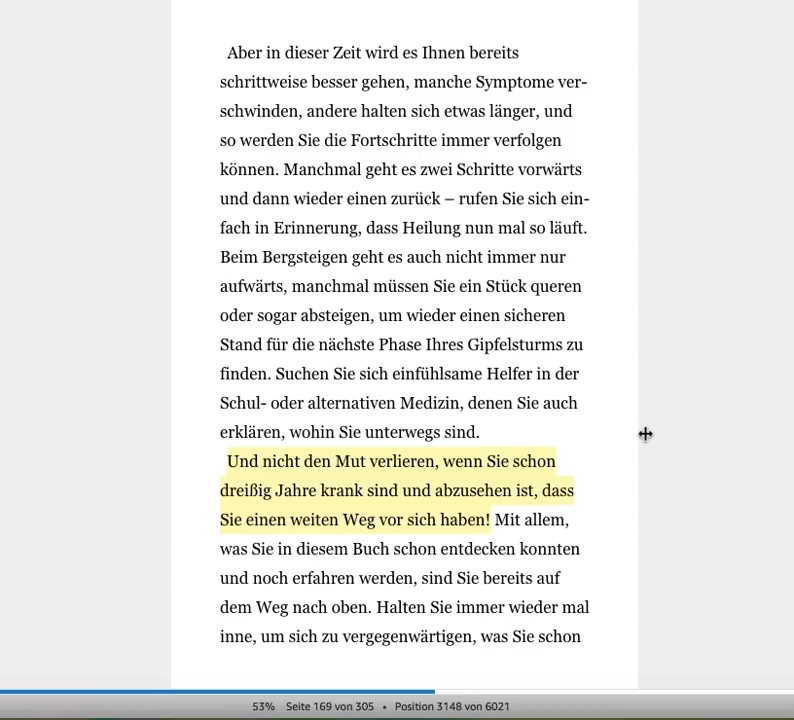 Aber in dieser Zeit wird es Ihnen bereits
schrittweise besser gehen, manche Symptome ver-
schwinden, andere halten sich etwas länger, und
so werden Sie die Fortschritte immer verfolgen
können. Manchmal geht es zwei Schritte vorwärts
und dann wieder einen zurück – rufen Sie sich ein-
fach in Erinnerung, dass Heilung nun mal so läuft.
Beim Bergsteigen geht es auch nicht immer nur
aufwärts, manchmal müssen Sie ein Stück queren
oder sogar absteigen, um wieder einen sicheren
Stand für die nächste Phase Ihres Gipfelsturms zu
finden. Suchen Sie sich einfühlsame Helfer in der
Schul- oder alternativen Medizin, denen Sie auch
erklären, wohin Sie unterwegs sind.
Und nicht den Mut verlieren, wenn Sie schon
dreißig Jahre krank sind und abzusehen ist, dass
Sie einen weiten Weg vor sich haben! Mit allem,
was Sie in diesem Buch schon entdecken konnten
und noch erfahren werden, sind Sie bereits auf
dem Weg nach oben. Halten Sie immer wieder mal
inne, um sich zu vergegenwärtigen, was Sie schon
53% Seite 169 von 305 • Position 3148 von 6021